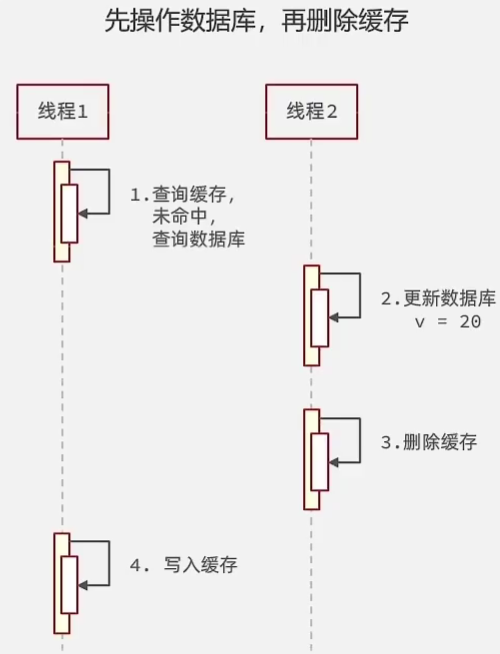 先操作数据库，再删除缓存
线程1
线程2
1.查询缓存，
未命中，
查询数据库
2.更新数据库
v = 20
3.删除缓存
4. 写入缓存